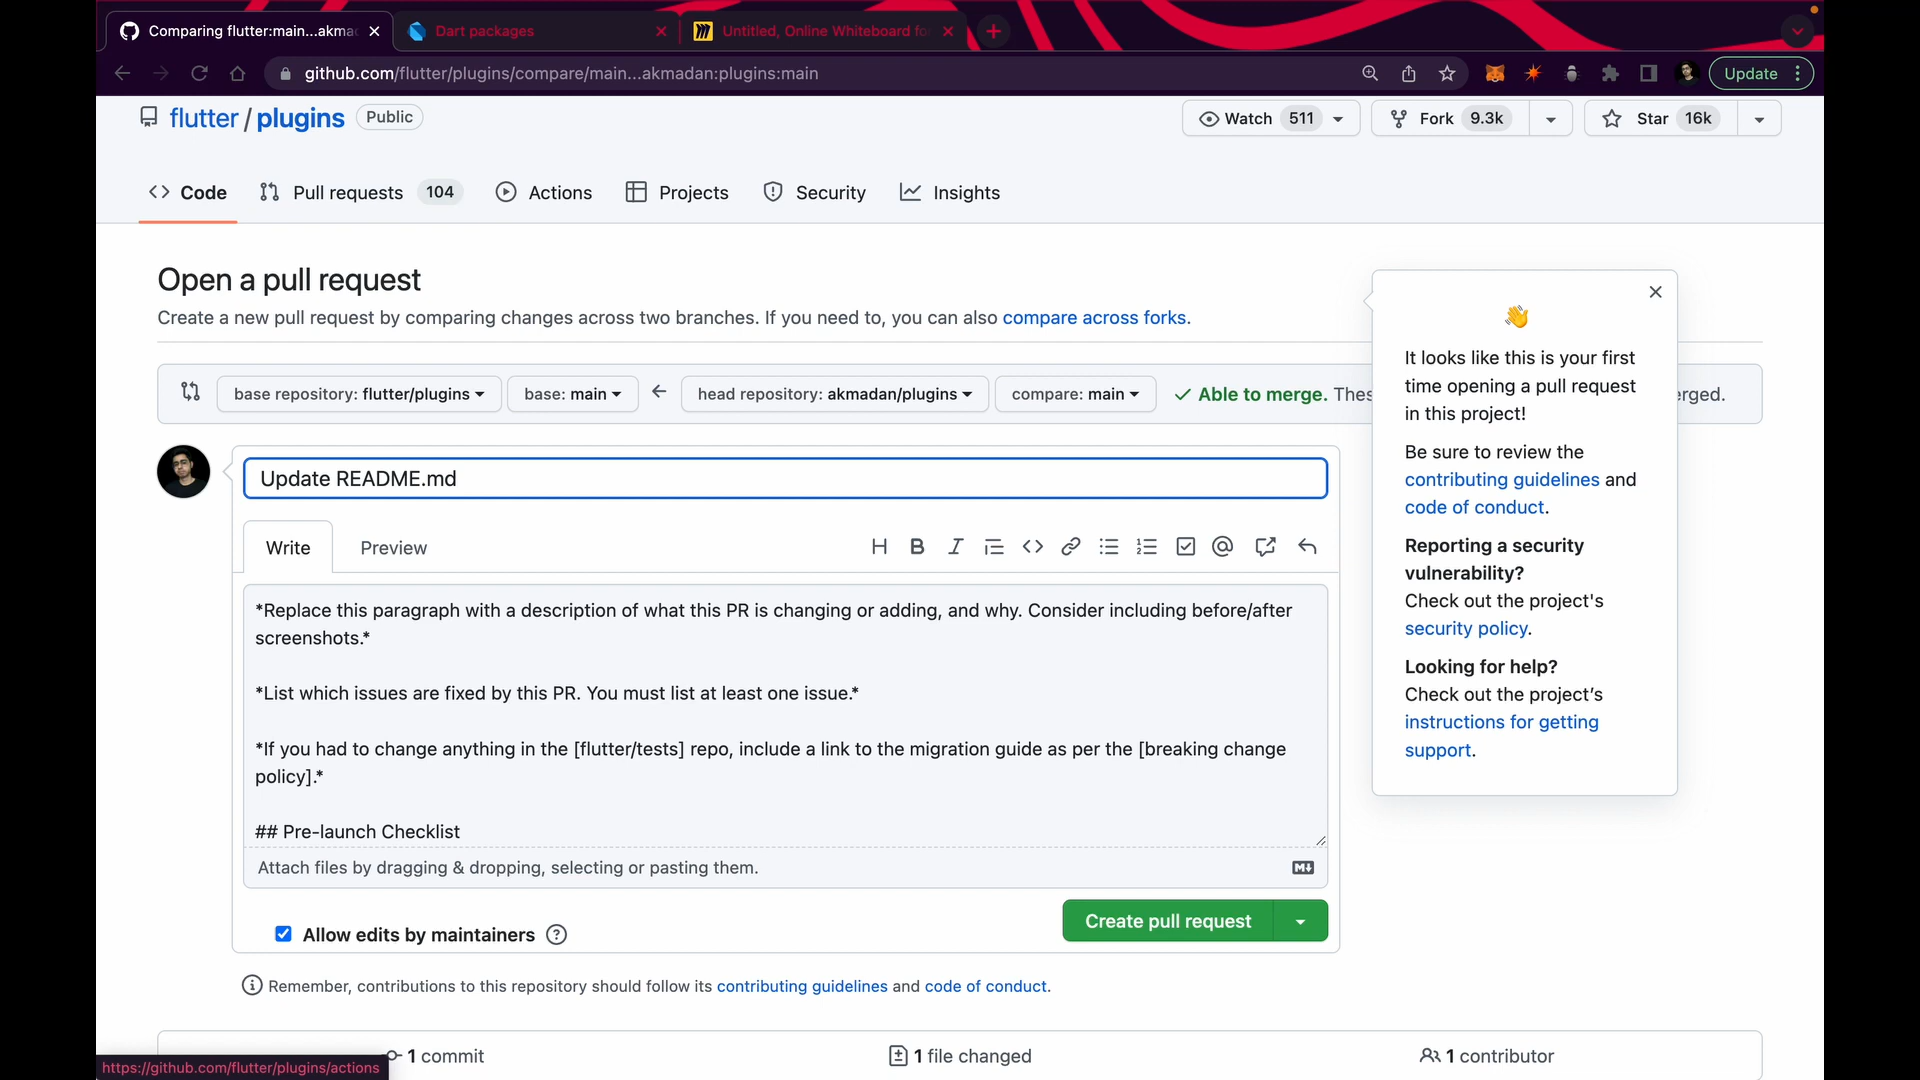 Comparing flutter:main...akma
Dart packages
Untitled, Online Whiteboard fo
github.com/flutter/plugins/compare/main...akmadan:plugins:main
Update
flutter / plugins Public
Watch 511
Fork 9.3k
Star 16k
Code
Pull requests 104
Actions
Projects
Security
Insights
Open a pull request
Create a new pull request by comparing changes across two branches. If you need to, you can also compare across forks.
base repository: flutter/plugins
base: main
head repository: akmadan/plugins
compare: main
Able to merge. Thes
erged.
Update README.md
Write
Preview
*Replace this paragraph with a description of what this PR is changing or adding, and why. Consider including before/after
screenshots.*
*List which issues are fixed by this PR. You must list at least one issue.*
*If you had to change anything in the [flutter/tests] repo, include a link to the migration guide as per the [breaking change
policy].*
## Pre-launch Checklist
Attach files by dragging & dropping, selecting or pasting them.
Allow edits by maintainers
Create pull request
Remember, contributions to this repository should follow its contributing guidelines and code of conduct.
It looks like this is your first
time opening a pull request
in this project!
Be sure to review the
contributing guidelines and
code of conduct.
Reporting a security
vulnerability?
Check out the project's
security policy.
Looking for help?
Check out the project’s
instructions for getting
support.
1 commit
1 file changed
1 contributor
https://github.com/flutter/plugins/actions